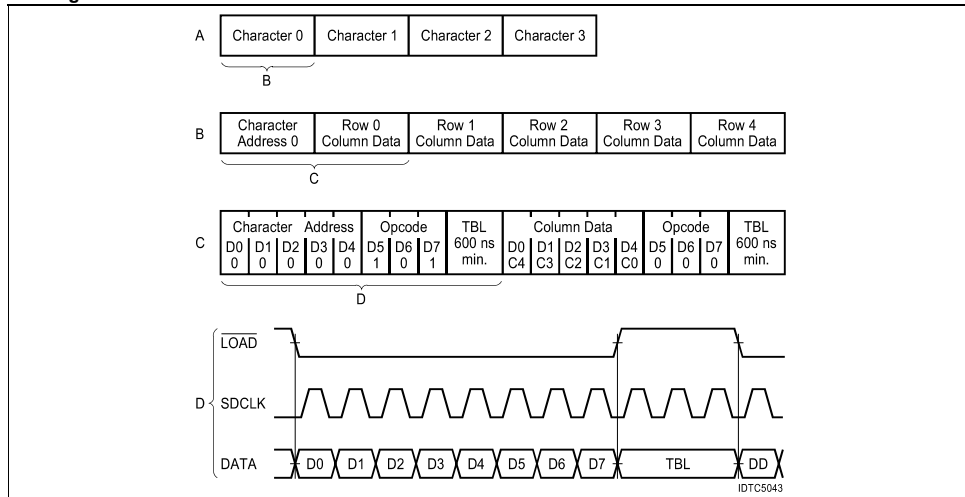 A Character 0 Character 1 Character 2 Character 3
B
B Character Address 0 Row 0 Column Data Row 1 Column Data Row 2 Column Data Row 3 Column Data Row 4 Column Data
C
Character Address Opcode TBL Column Data Opcode TBL
C D0 D1 D2 D3 D4 D5 D6 D7 600 ns D0 D1 D2 D3 D4 D5 D6 D7 600 ns
0 0 0 0 0 1 0 1 min. C4 C3 C2 C1 C0 0 0 0 min.
D
LOAD
D SDCLK
DATA D0 D1 D2 D3 D4 D5 D6 D7 TBL DD
IDTC5043